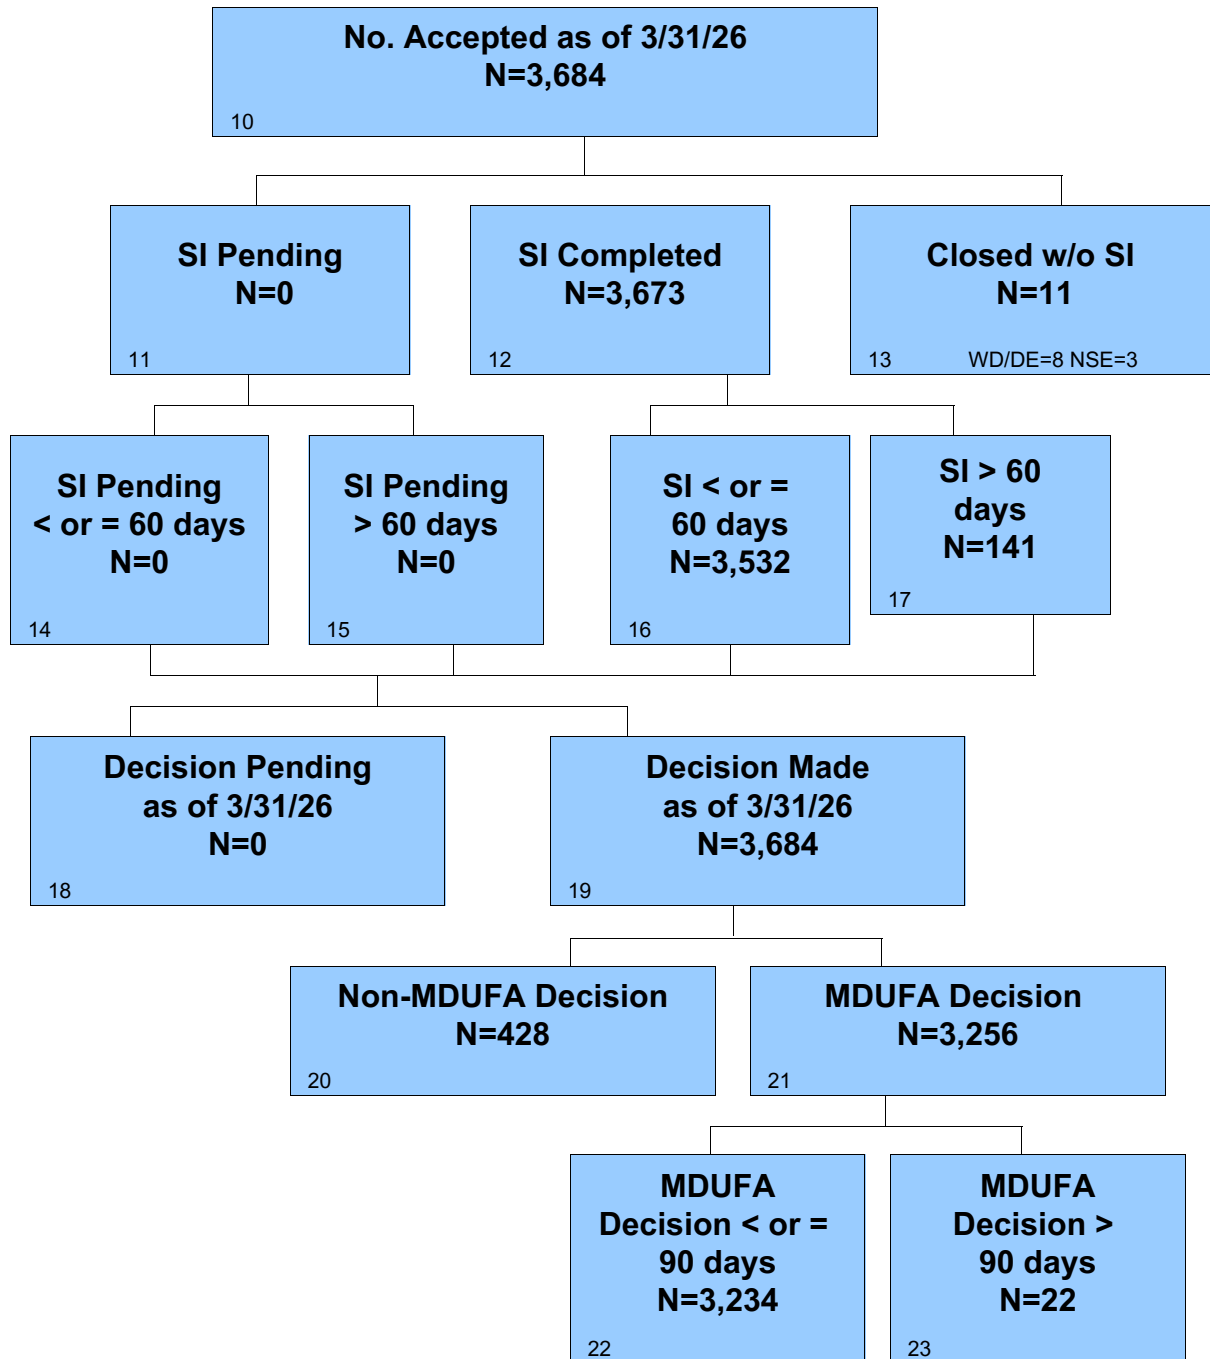 No. Accepted as of 3/31/26
N=3,684
10
SI Pending
N=0
11
SI Completed
N=3,673
12
Closed w/o SI
N=11
13 WD/DE=8 NSE=3
SI Pending
< or = 60 days
N=0
14
SI Pending
> 60 days
N=0
15
SI < or =
60 days
N=3,532
16
SI > 60
days
N=141
17
Decision Pending
as of 3/31/26
N=0
18
Decision Made
as of 3/31/26
N=3,684
19
Non-MDUFA Decision
N=428
20
MDUFA Decision
N=3,256
21
MDUFA
Decision < or =
90 days
N=3,234
22
MDUFA
Decision >
90 days
N=22
23